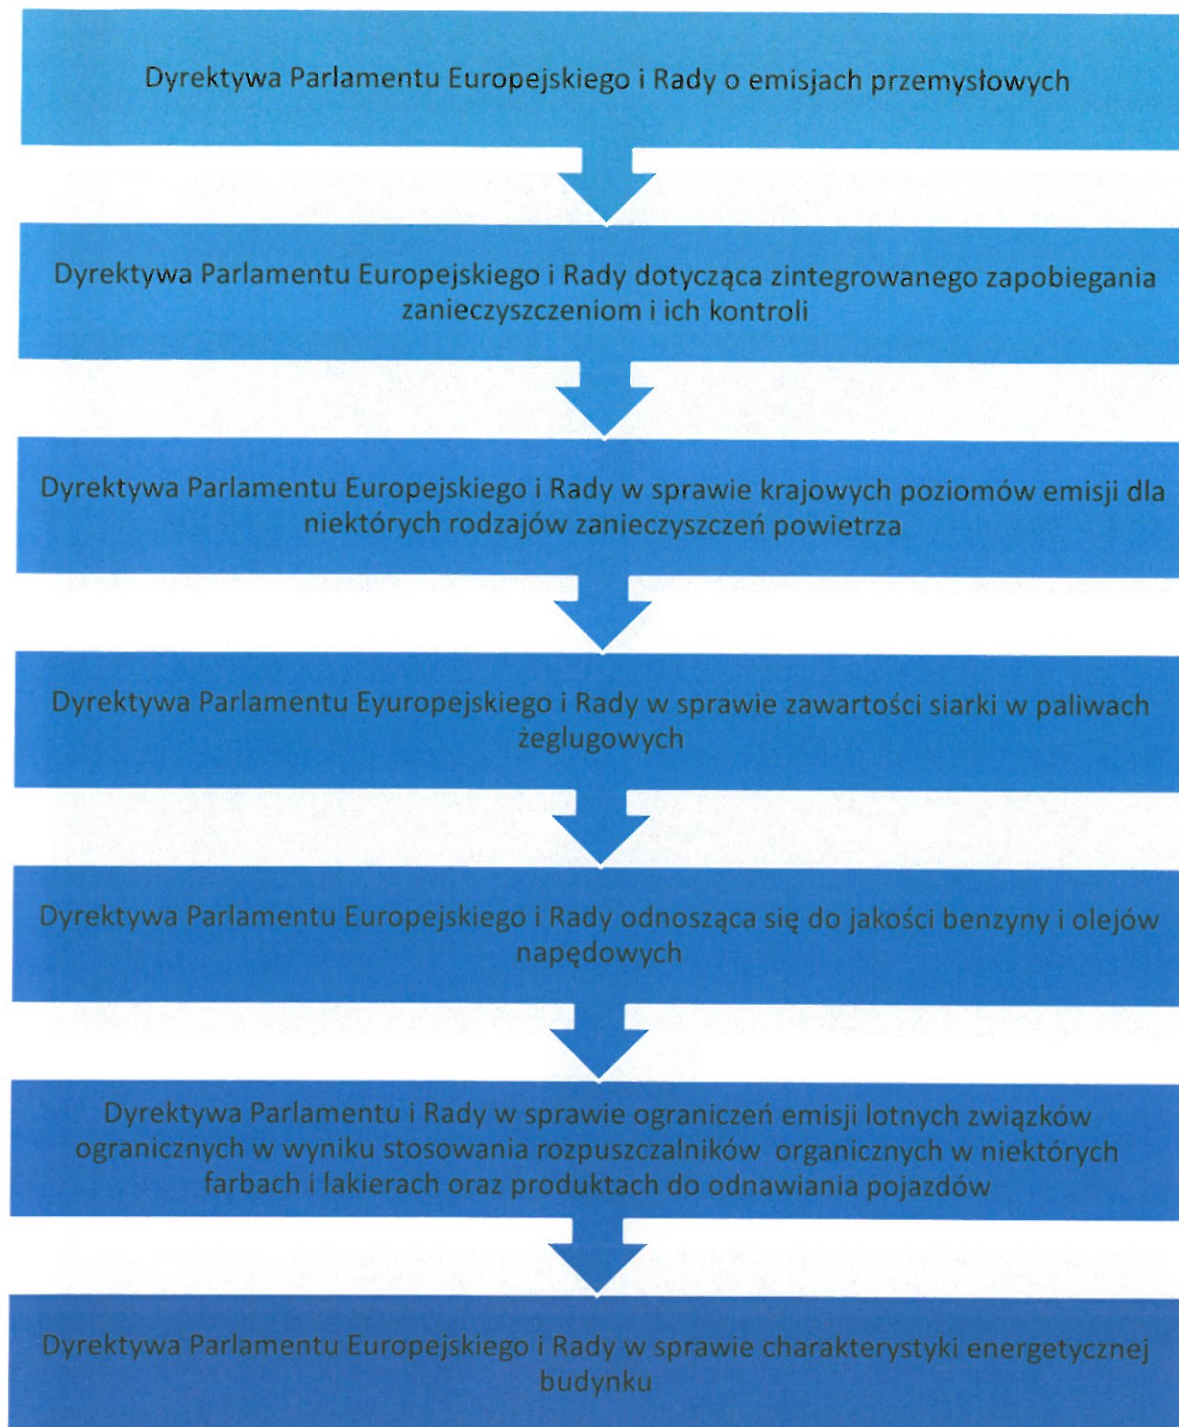 Dyrektywa Parlamentu Europejskiego i Rady o emisjach przemysłowych
Dyrektywa Parlamentu Europejskiego i Rady dotycząca zintegrowanego zapobiegania
zanieczyszczeniom i ich kontroli
Dyrektywa Parlamentu Europejskiego i Rady w sprawie krajowych poziomów emisji dla
niektórych rodzajów zanieczyszczeń powietrza
Dyrektywa Parlamentu Eyuropejskiego i Rady w sprawie zawartości siarki w paliwach
żeglugowych
Dyrektywa Parlamentu Europejskiego i Rady odnosząca się do jakości benzyny i olejów
napędowych
Dyrektywa Parlamentu i Rady w sprawie ograniczeń emisji lotnych związków
ogranicznych w wyniku stosowania rozpuszczalników organicznych w niektórych
farbach i lakierach oraz produktach do odnawiania pojazdów
Dyrektywa Parlamentu Europejskiego i Rady w sprawie charakterystyki energetycznej
budynku